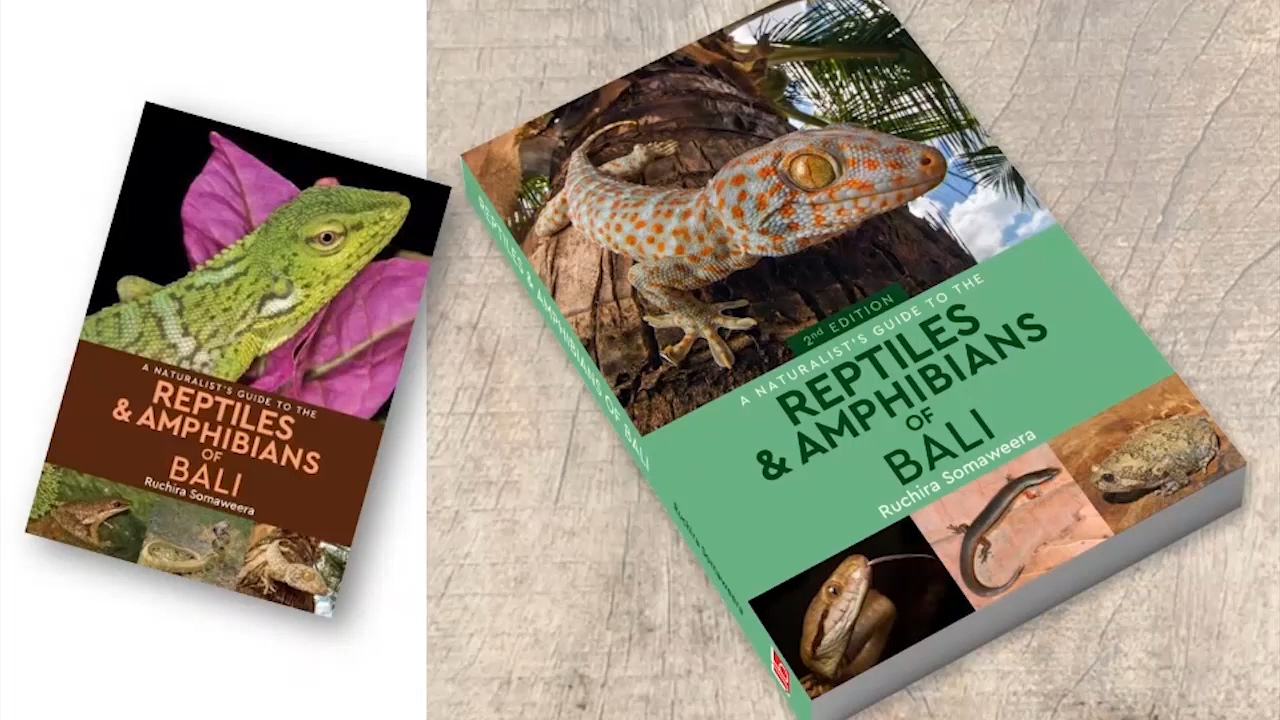 A NATURALIST'S GUIDE TO THE
REPTILES
& AMPHIBIANS
OF
BALI
Ruchira Somaweera
REPTILES & AMPHIBIANS OF BALI
Ruchira Somaweera
2nd EDITION
A NATURALIST'S GUIDE TO THE
REPTILES
& AMPHIBIANS
OF
BALI
Ruchira Somaweera